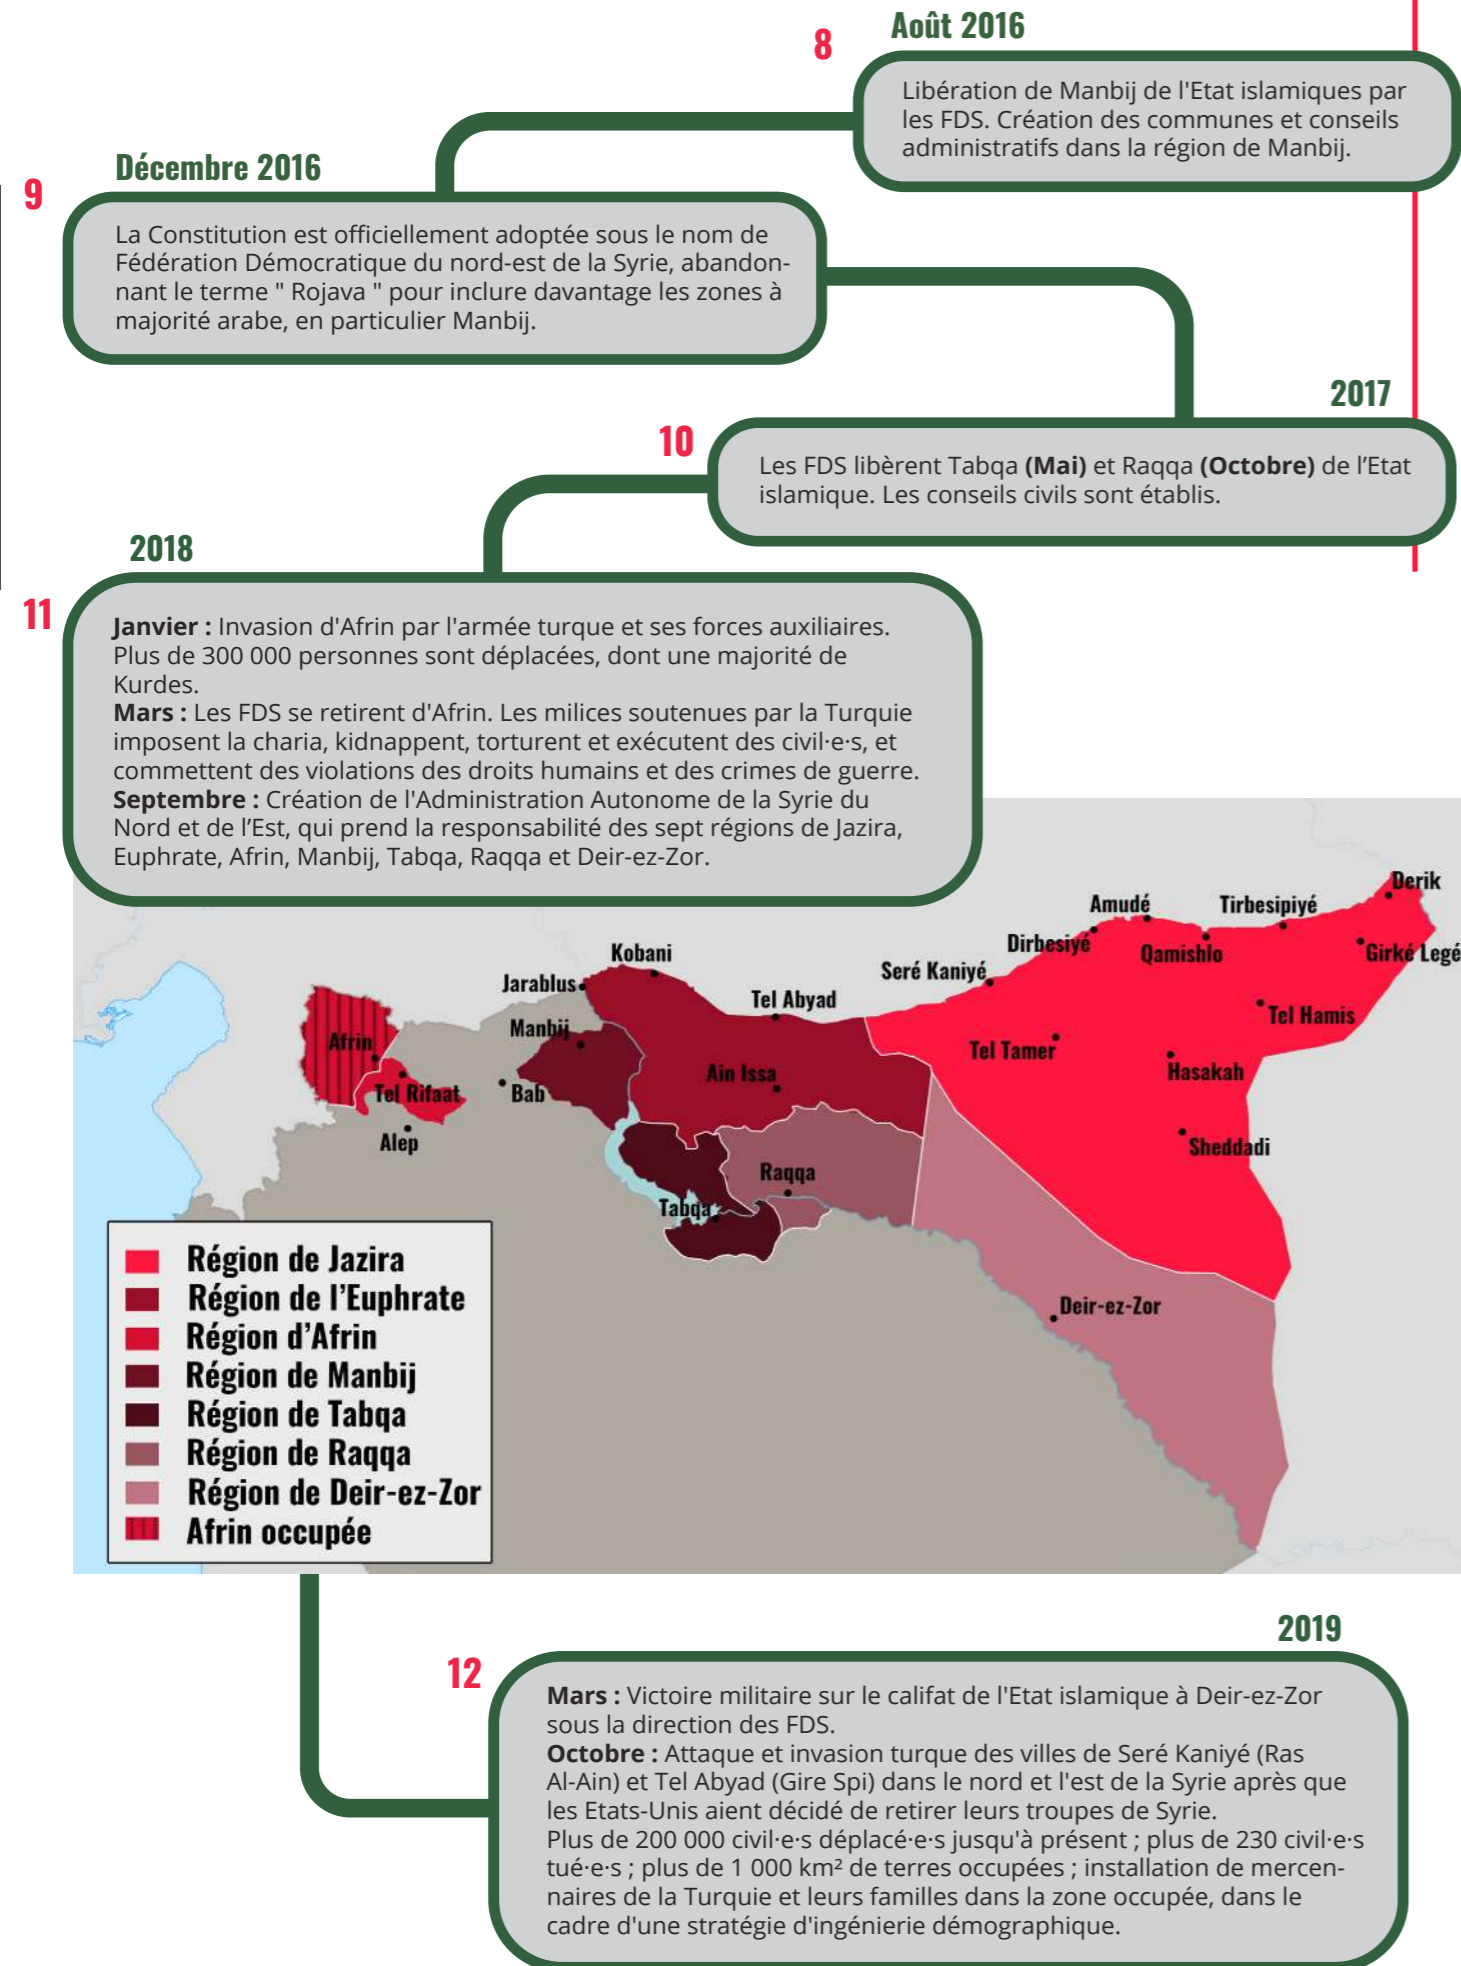 8
Août 2016
Libération de Manbij de l'Etat islamiques par
les FDS. Création des communes et conseils
administratifs dans la région de Manbij.
9
Décembre 2016
La Constitution est officiellement adoptée sous le nom de
Fédération Démocratique du nord-est de la Syrie, abandon-
nant le terme " Rojava " pour inclure davantage les zones à
majorité arabe, en particulier Manbij.
10
2017
Les FDS libèrent Tabqa (Mai) et Raqqa (Octobre) de l’Etat
islamique. Les conseils civils sont établis.
11
2018
Janvier : Invasion d'Afrin par l'armée turque et ses forces auxiliaires.
Plus de 300 000 personnes sont déplacées, dont une majorité de
Kurdes.
Mars : Les FDS se retirent d'Afrin. Les milices soutenues par la Turquie
imposent la charia, kidnappent, torturent et exécutent des civil·e·s, et
commettent des violations des droits humains et des crimes de guerre.
Septembre : Création de l'Administration Autonome de la Syrie du
Nord et de l’Est, qui prend la responsabilité des sept régions de Jazira,
Euphrate, Afrin, Manbij, Tabqa, Raqqa et Deir-ez-Zor.
Derik
Amudé
Tirbesipiyé
Dirbesiyé
Qamishlo
Girké Legé
Kobani
Seré Kaniyé
Jarablus
Tel Abyad
Tel Hamis
Manbij
Afrin
Tel Tamer
Hasakah
Ain Issa
Tel Rifaat
Bab
Alep
Sheddadi
Raqqa
Tabqa
Deir-ez-Zor
Région de Jazira
Région de l’Euphrate
Région d’Afrin
Région de Manbij
Région de Tabqa
Région de Raqqa
Région de Deir-ez-Zor
Afrin occupée
12
2019
Mars : Victoire militaire sur le califat de l'Etat islamique à Deir-ez-Zor
sous la direction des FDS.
Octobre : Attaque et invasion turque des villes de Seré Kaniyé (Ras
Al-Ain) et Tel Abyad (Gire Spi) dans le nord et l'est de la Syrie après que
les Etats-Unis aient décidé de retirer leurs troupes de Syrie.
Plus de 200 000 civil·e·s déplacé·e·s jusqu'à présent ; plus de 230 civil·e·s
tué·e·s ; plus de 1 000 km² de terres occupées ; installation de mercen-
naires de la Turquie et leurs familles dans la zone occupée, dans le
cadre d'une stratégie d'ingénierie démographique.